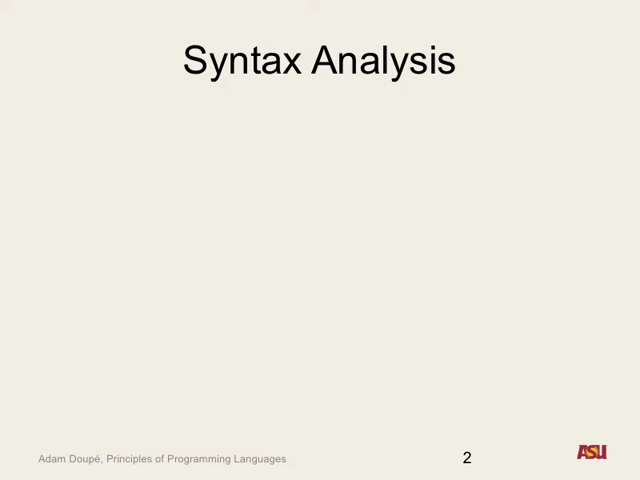 Syntax Analysis
Adam Doupé, Principles of Programming Languages
2
ASU